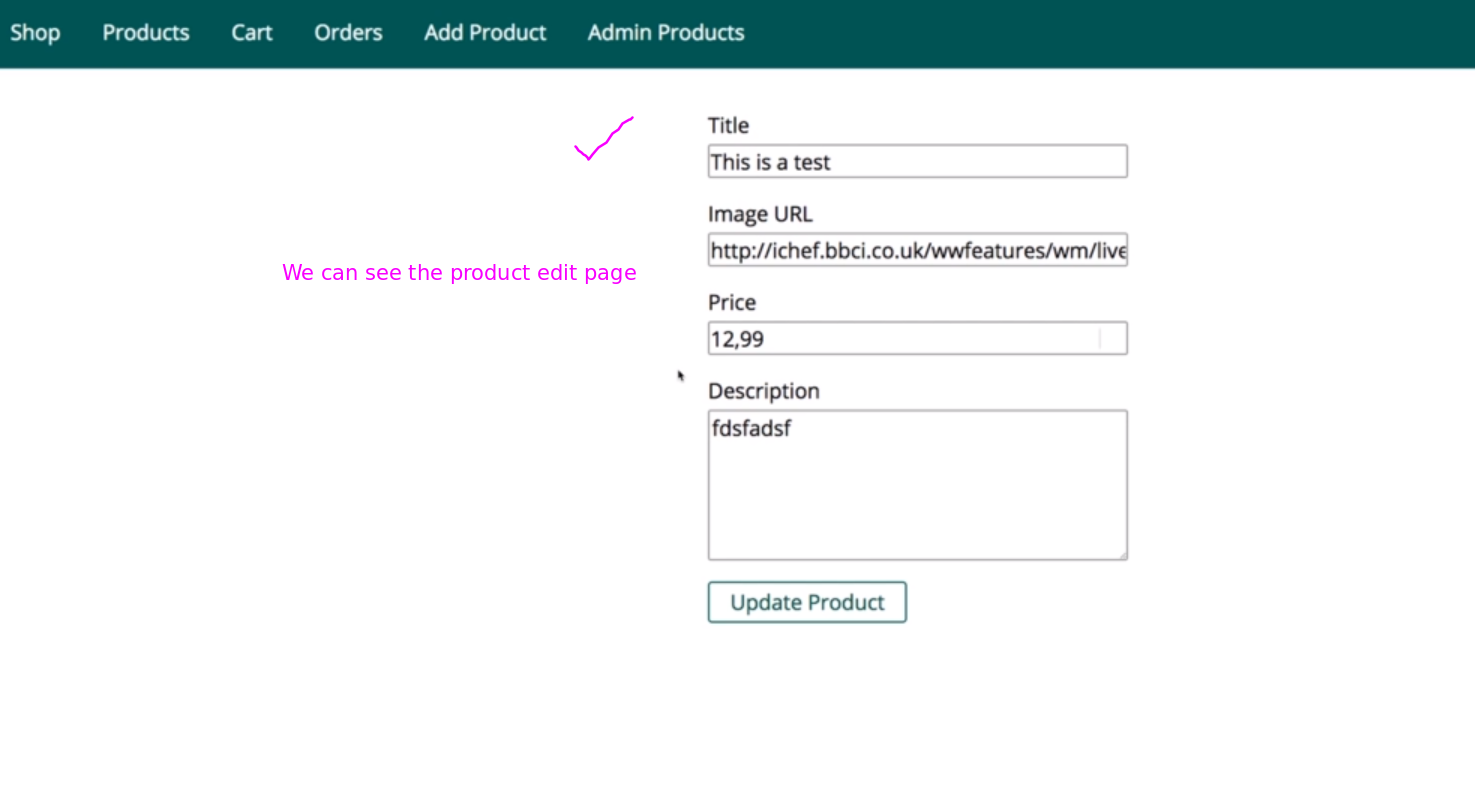 Shop Products Cart Orders Add Product Admin Products
Title
This is a test
Image URL
http://ichef.bbci.co.uk/wwfeatures/wm/live
We can see the product edit page
Price
12,99
Description
fdsfadsf
Update Product